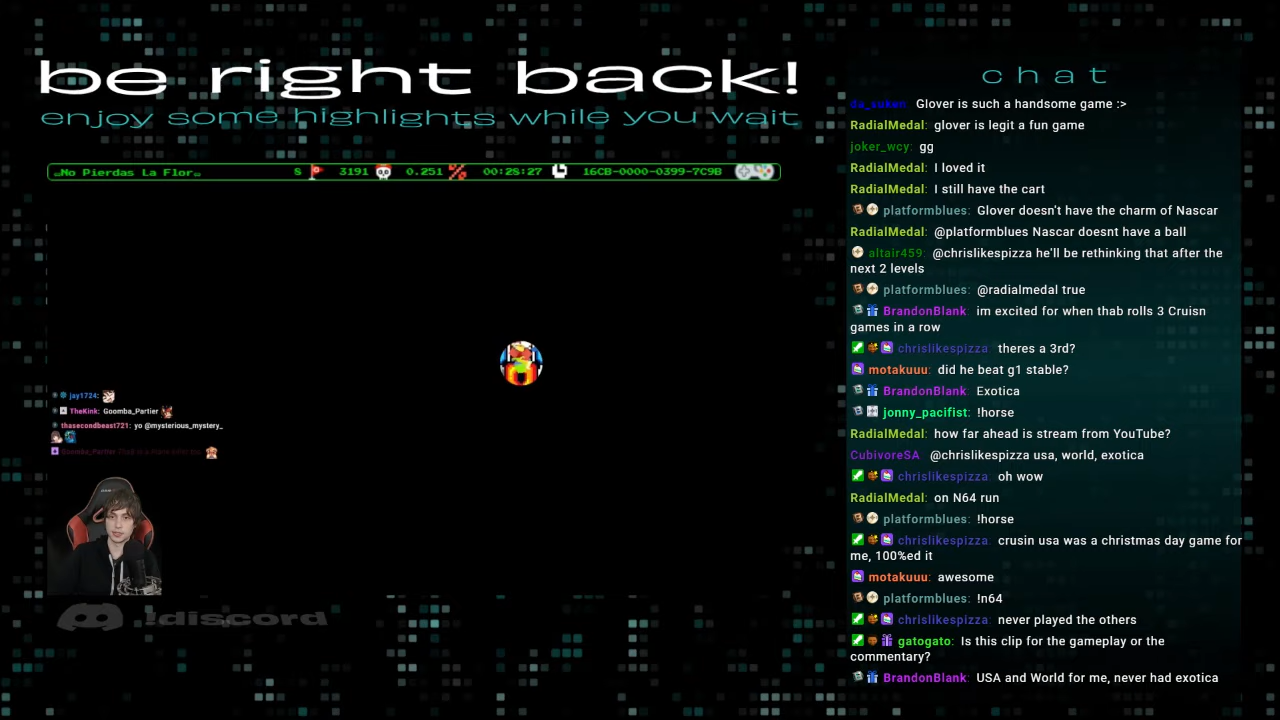 be right back!
enjoy some highlights while you wait
No Pierdas La Flor 8 3191 0.251 00:28:27 16CB-0000-0399-7C9B
jay1724:
TheKink: Goomba_Partier
thasecondbeast721: yo @mysterious_mystery_
!discord
chat
da_suken: Glover is such a handsome game :>
RadialMedal: glover is legit a fun game
joker_wcy: gg
RadialMedal: I loved it
RadialMedal: I still have the cart
platformblues: Glover doesn't have the charm of Nascar
RadialMedal: @platformblues Nascar doesnt have a ball
altair459: @chrislikespizza he'll be rethinking that after the
next 2 levels
platformblues: @radialmedal true
BrandonBlank: im excited for when thab rolls 3 Cruisn
games in a row
chrislikespizza: theres a 3rd?
motakuuu: did he beat g1 stable?
BrandonBlank: Exotica
jonny_pacifist: !horse
RadialMedal: how far ahead is stream from YouTube?
CubivoreSA: @chrislikespizza usa, world, exotica
chrislikespizza: oh wow
RadialMedal: on N64 run
platformblues: !horse
chrislikespizza: crusin usa was a christmas day game for
me, 100%ed it
motakuuu: awesome
platformblues: !n64
chrislikespizza: never played the others
gatogato: Is this clip for the gameplay or the
commentary?
BrandonBlank: USA and World for me, never had exotica